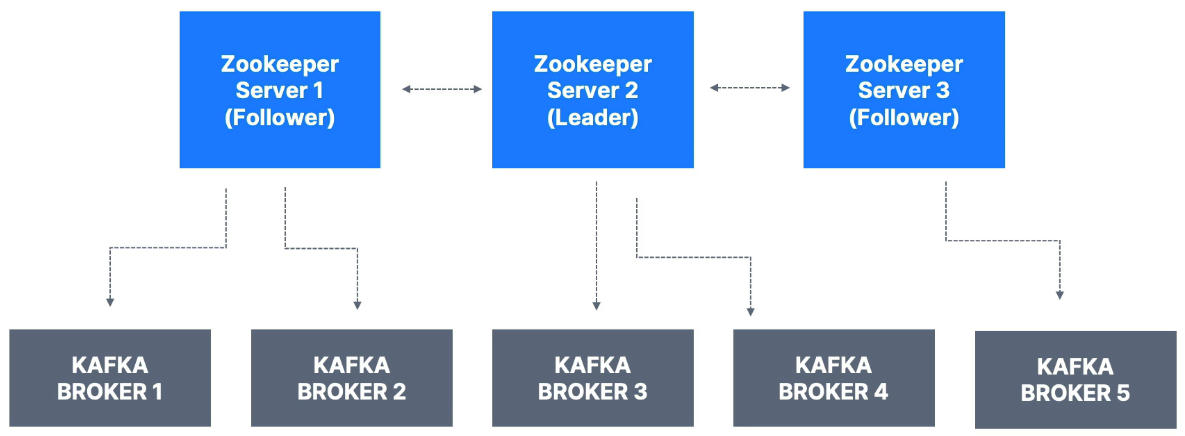 Zookeeper
Server 1
(Follower)
Zookeeper
Server 2
(Leader)
Zookeeper
Server 3
(Follower)
KAFKA
BROKER 1
KAFKA
BROKER 2
KAFKA
BROKER 3
KAFKA
BROKER 4
KAFKA
BROKER 5